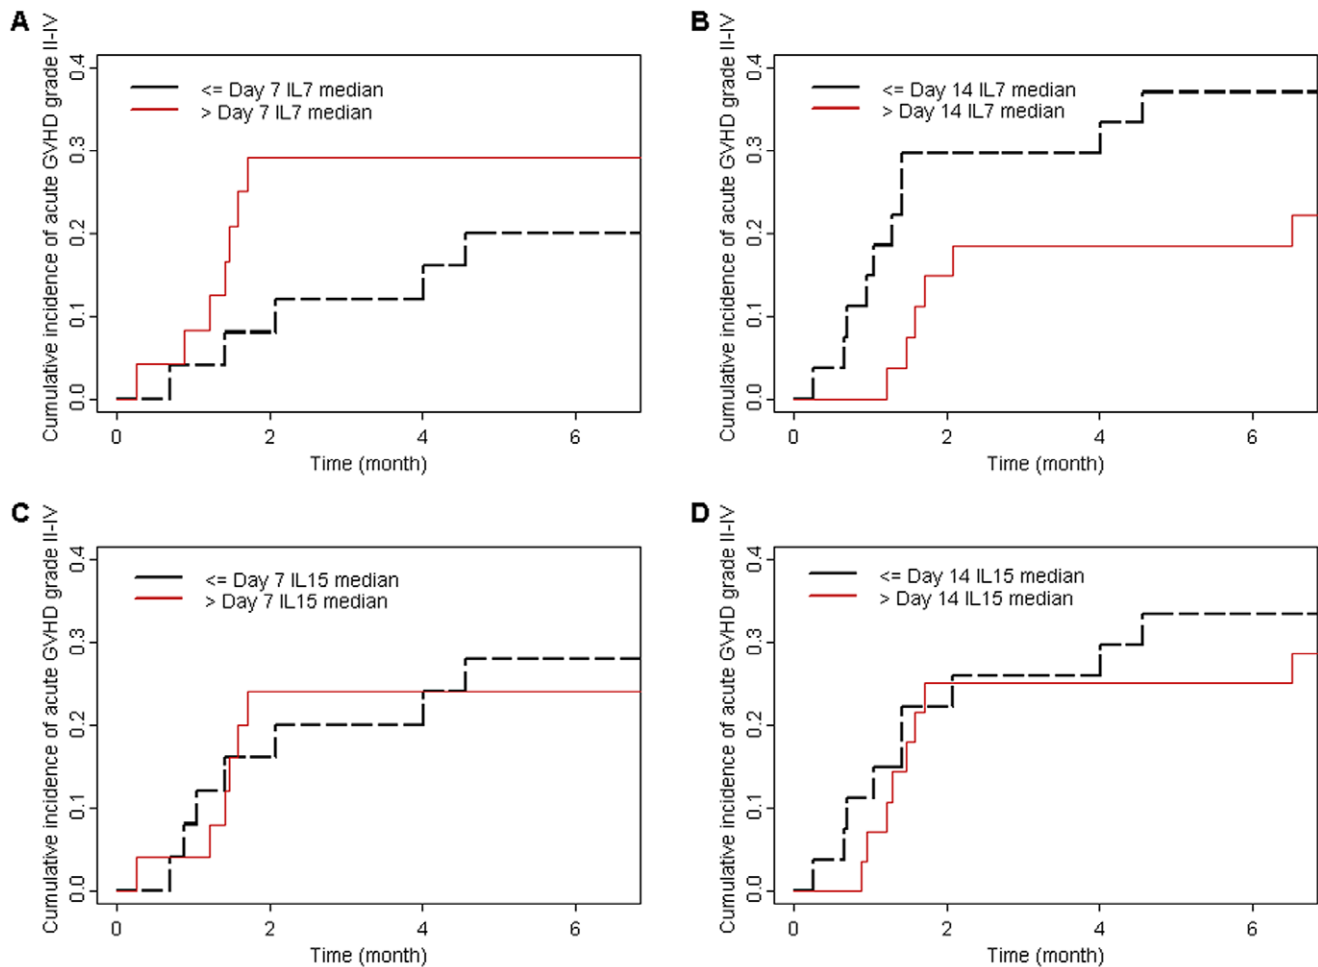 A
Cumulative incidence of acute GVHD grade II-IV
0.4
0.3
0.2
0.1
0.0
<= Day 7 IL7 median
> Day 7 IL7 median
0 2 4 6
Time (month)
B
Cumulative incidence of acute GVHD grade II-IV
0.4
0.3
0.2
0.1
0.0
<= Day 14 IL7 median
> Day 14 IL7 median
0 2 4 6
Time (month)
C
Cumulative incidence of acute GVHD grade II-IV
0.4
0.3
0.2
0.1
0.0
<= Day 7 IL15 median
> Day 7 IL15 median
0 2 4 6
Time (month)
D
Cumulative incidence of acute GVHD grade II-IV
0.4
0.3
0.2
0.1
0.0
<= Day 14 IL15 median
> Day 14 IL15 median
0 2 4 6
Time (month)